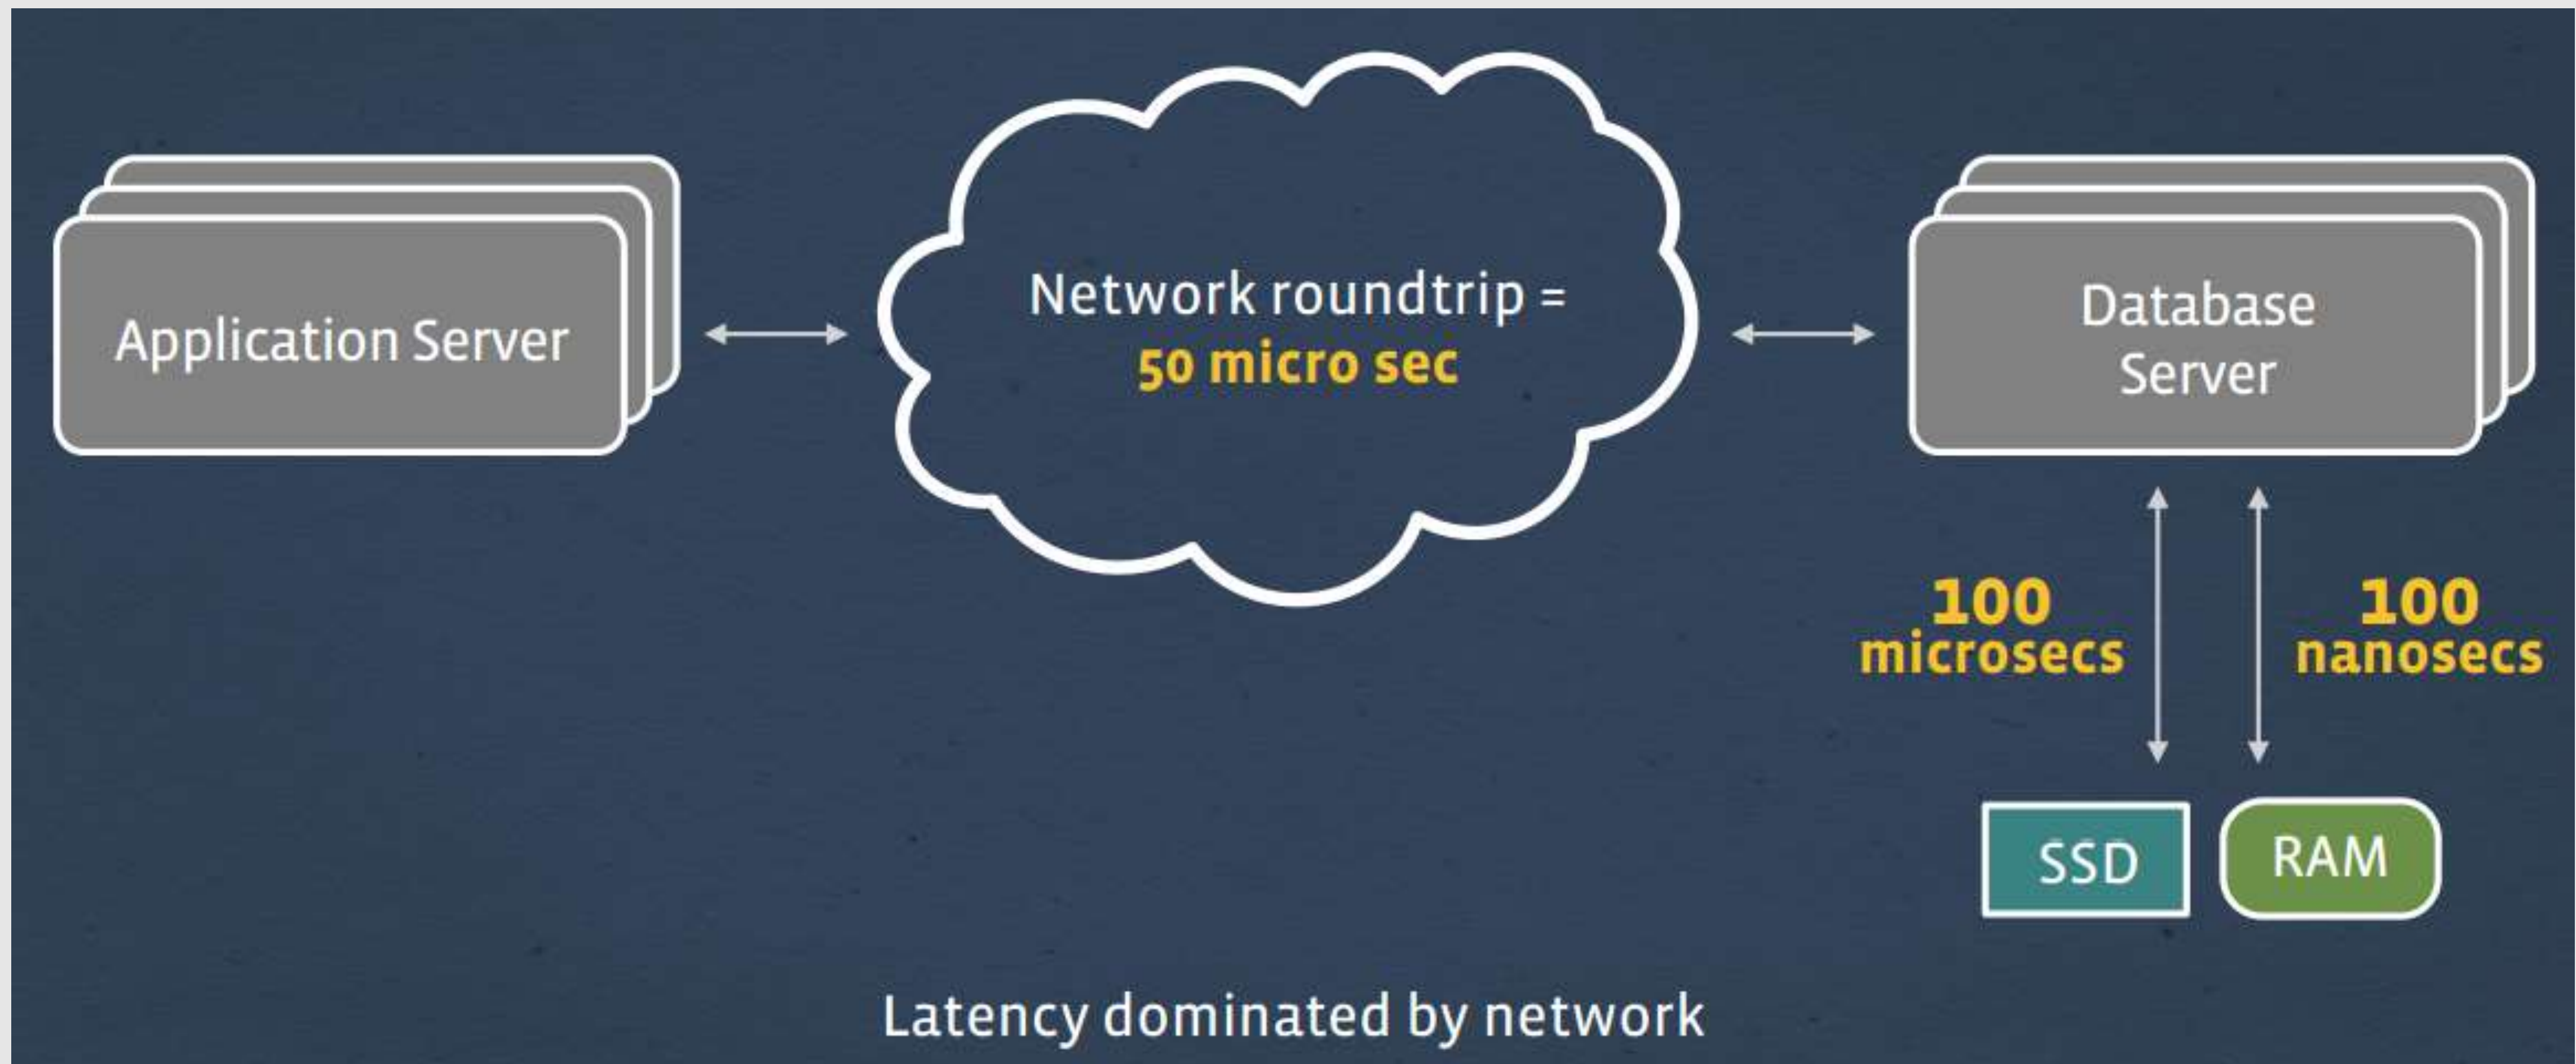 Application Server
Network roundtrip =
50 micro sec
Database
Server
100
microsecs
100
nanosecs
SSD
RAM
Latency dominated by network